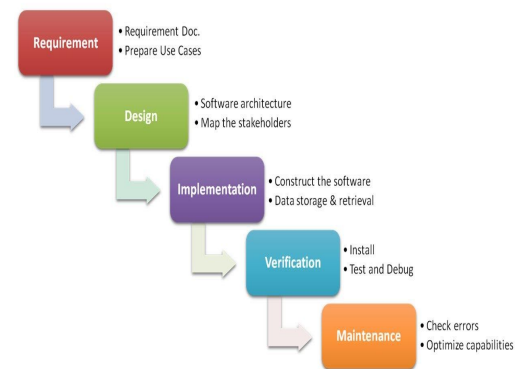 Requirement
• Requirement Doc.
• Prepare Use Cases
Design
• Software architecture
• Map the stakeholders
Implementation
• Construct the software
• Data storage & retrieval
Verification
• Install
• Test and Debug
Maintenance
• Check errors
• Optimize capabilities